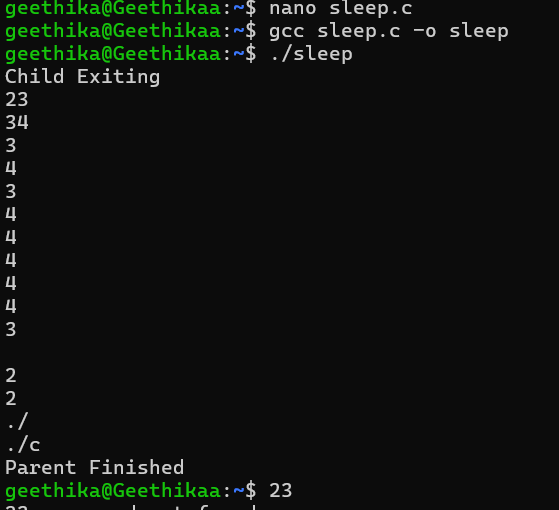 geethika@Geethikaa:~$ nano sleep.c
geethika@Geethikaa:~$ gcc sleep.c -o sleep
geethika@Geethikaa:~$ ./sleep
Child Exiting
23
34
3
4
3
4
4
4
4
4
3
2
2
./
./c
Parent Finished
geethika@Geethikaa:~$ 23